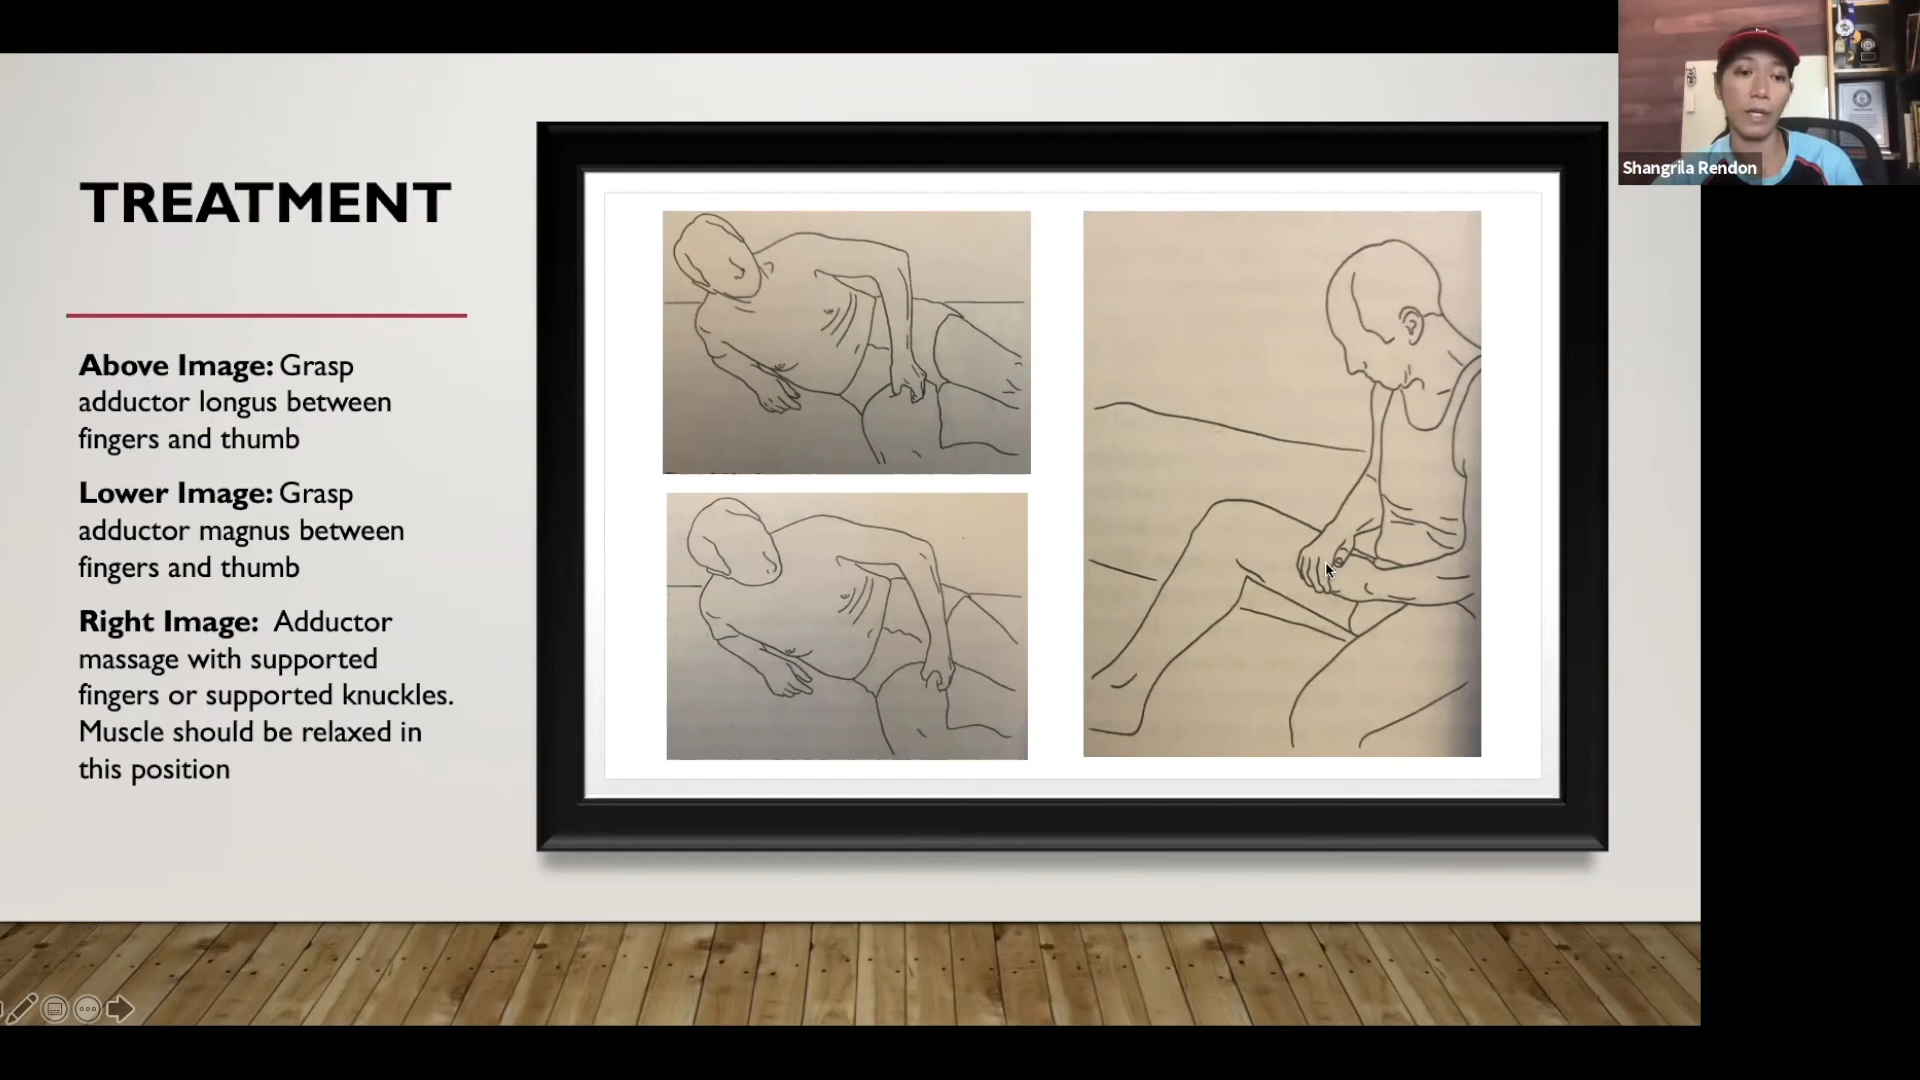 TREATMENT
Above Image: Grasp
adductor longus between
fingers and thumb
Lower Image: Grasp
adductor magnus between
fingers and thumb
Right Image:  Adductor
massage with supported
fingers or supported knuckles.
Muscle should be relaxed in
this position
Shangrila Rendon